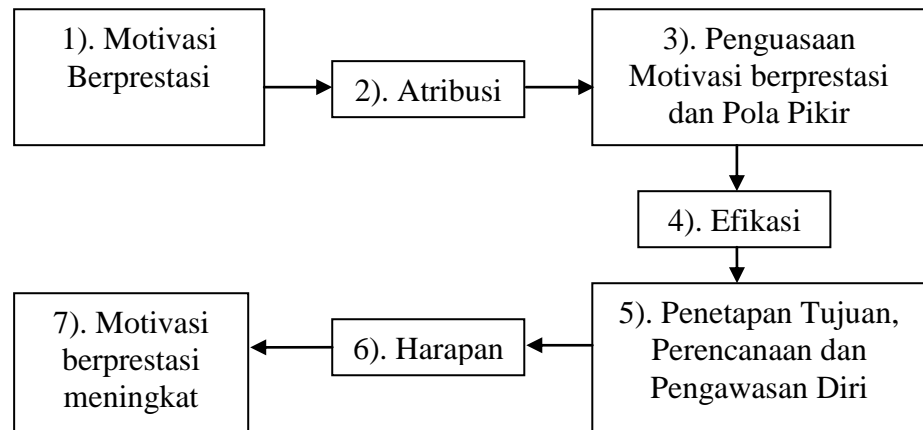 1). Motivasi
Berprestasi
2). Atribusi
3). Penguasaan
Motivasi berprestasi
dan Pola Pikir
4). Efikasi
5). Penetapan Tujuan,
Perencanaan dan
Pengawasan Diri
6). Harapan
7). Motivasi
berprestasi
meningkat